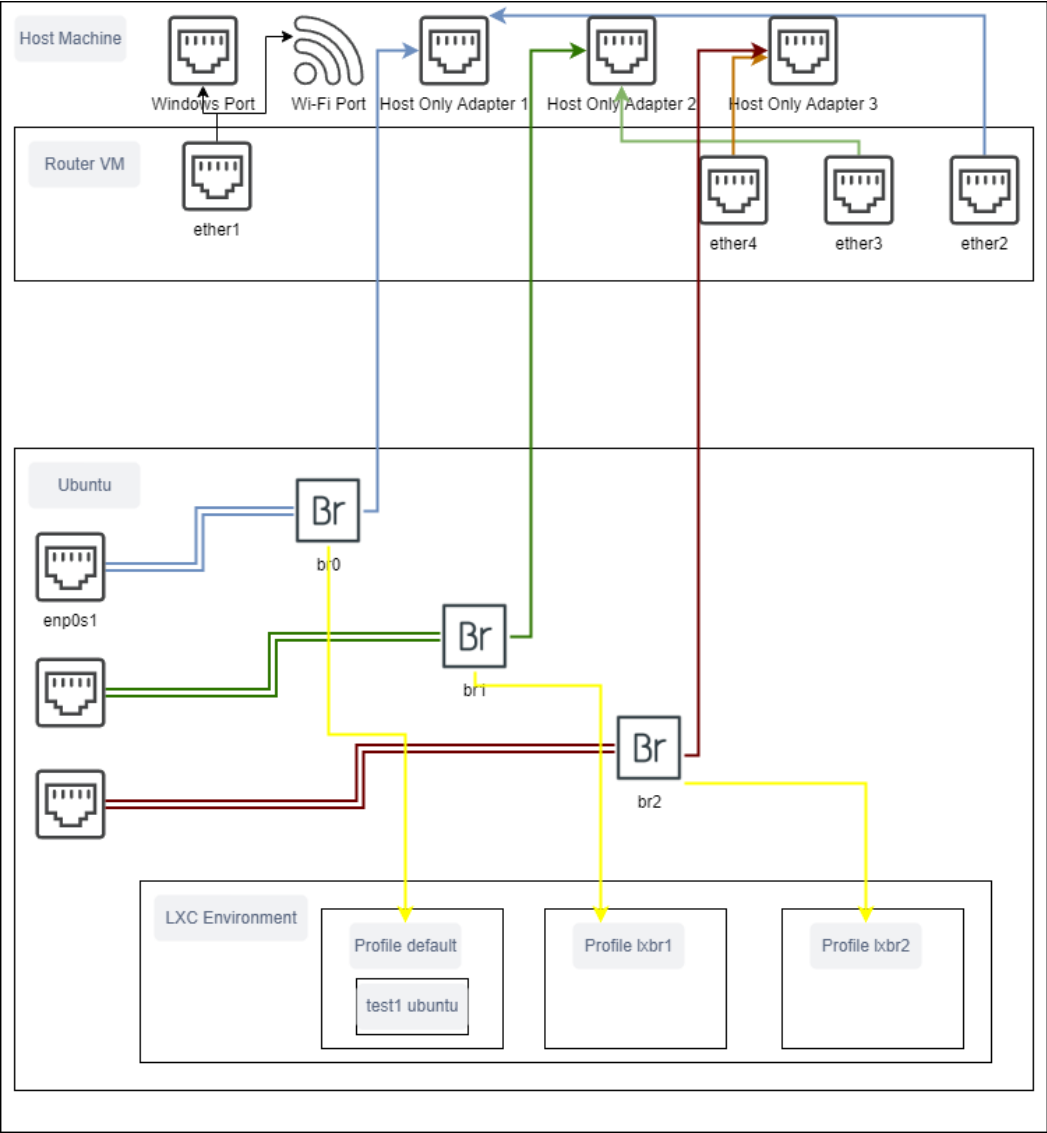 Host Machine
Windows Port
Wi-Fi Port
Host Only Adapter 1
Host Only Adapter 2
Host Only Adapter 3
Router VM
ether1
ether4
ether3
ether2
Ubuntu
Br
br0
enp0s1
Br
br1
Br
br2
LXC Environment
Profile default
Profile lxbr1
Profile lxbr2
test1 ubuntu